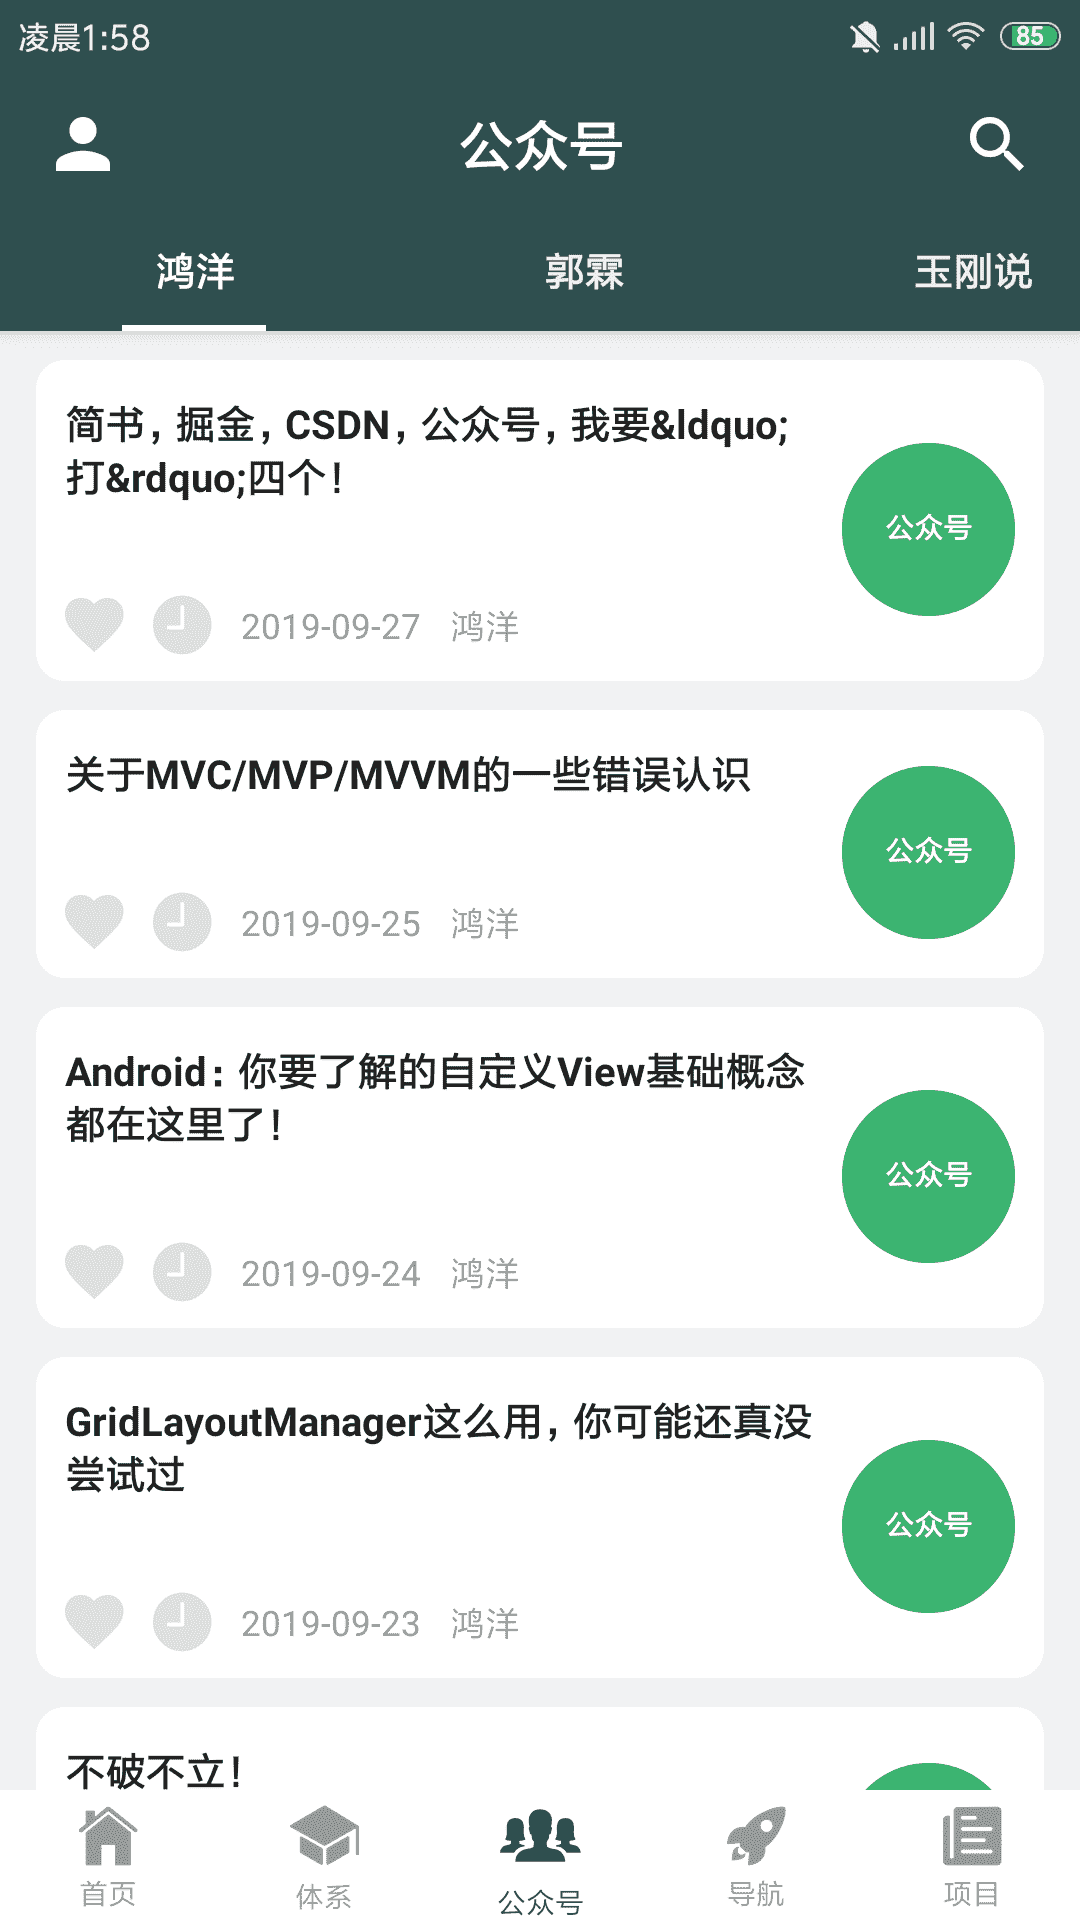 凌晨1:58
85
公众号
鸿洋
郭霖
玉刚说
简书，掘金，CSDN，公众号，我要&ldquo;
打&rdquo;四个！
公众号
2019-09-27 鸿洋
关于MVC/MVP/MVVM的一些错误认识
公众号
2019-09-25 鸿洋
Android：你要了解的自定义View基础概念
都在这里了！
公众号
2019-09-24 鸿洋
GridLayoutManager这么用，你可能还真没
尝试过
公众号
2019-09-23 鸿洋
不破不立！
首页
体系
公众号
导航
项目